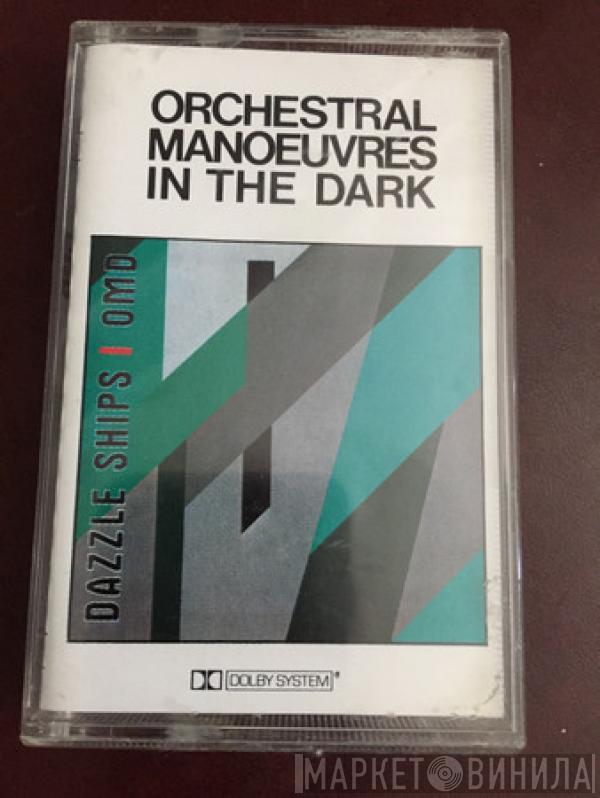 ORCHESTRAL
MANOEUVRES
IN THE DARK
DAZZLE SHIPS | OMD
DOLBY SYSTEM
МАРКЕТ ВИНИЛА